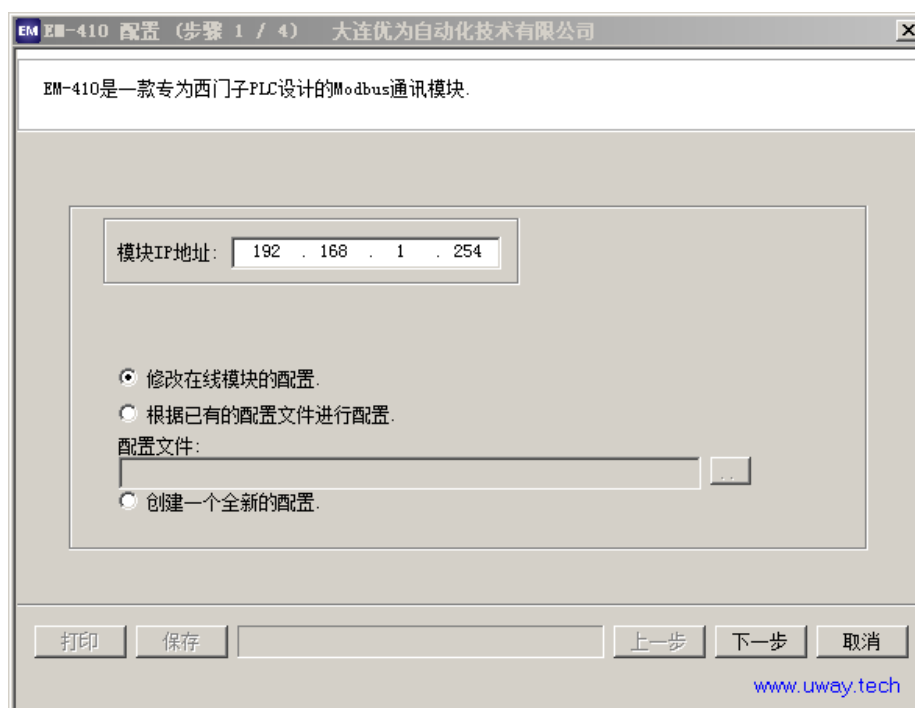 EM EM-410 配置 (步骤 1 / 4) 大连优为自动化技术有限公司
EM-410是一款专为西门子PLC设计的Modbus通讯模块.
模块IP地址: 192 . 168 . 1 . 254
修改在线模块的配置.
根据已有的配置文件进行配置.
配置文件:
..
创建一个全新的配置.
打印 保存 上一步 下一步 取消
www.uway.tech